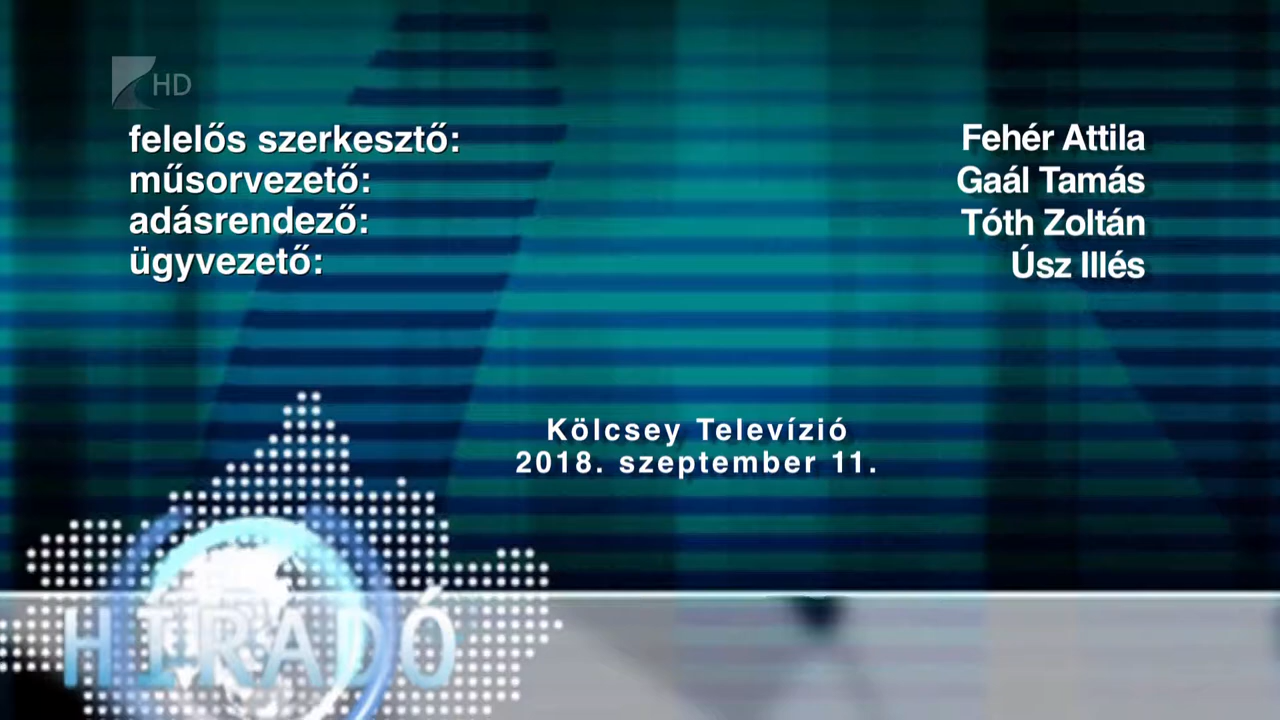 HD
felelős szerkesztő: Fehér Attila
műsorvezető: Gaál Tamás
adásrendező: Tóth Zoltán
ügyvezető: Úsz Illés
Kölcsey Televízió
2018. szeptember 11.
HÍRADÓ